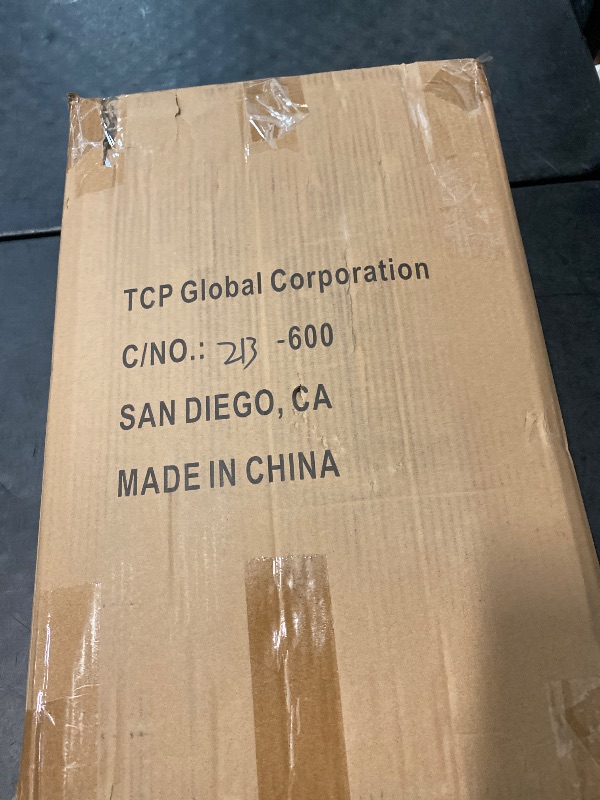 TCP Global Corporation
C/NO.: 213 -600
SAN DIEGO, CA
MADE IN CHINA